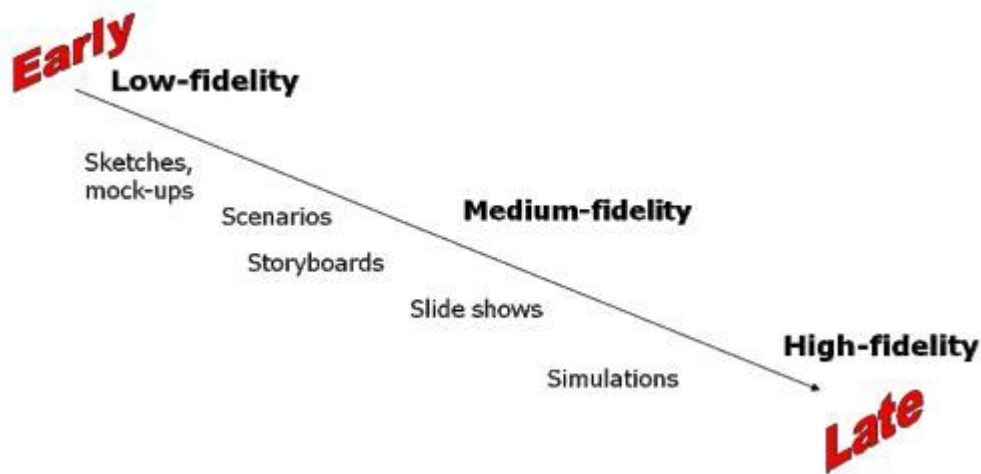 Early
Low-fidelity
Sketches,
mock-ups
Scenarios
Medium-fidelity
Storyboards
Slide shows
High-fidelity
Simulations
Late